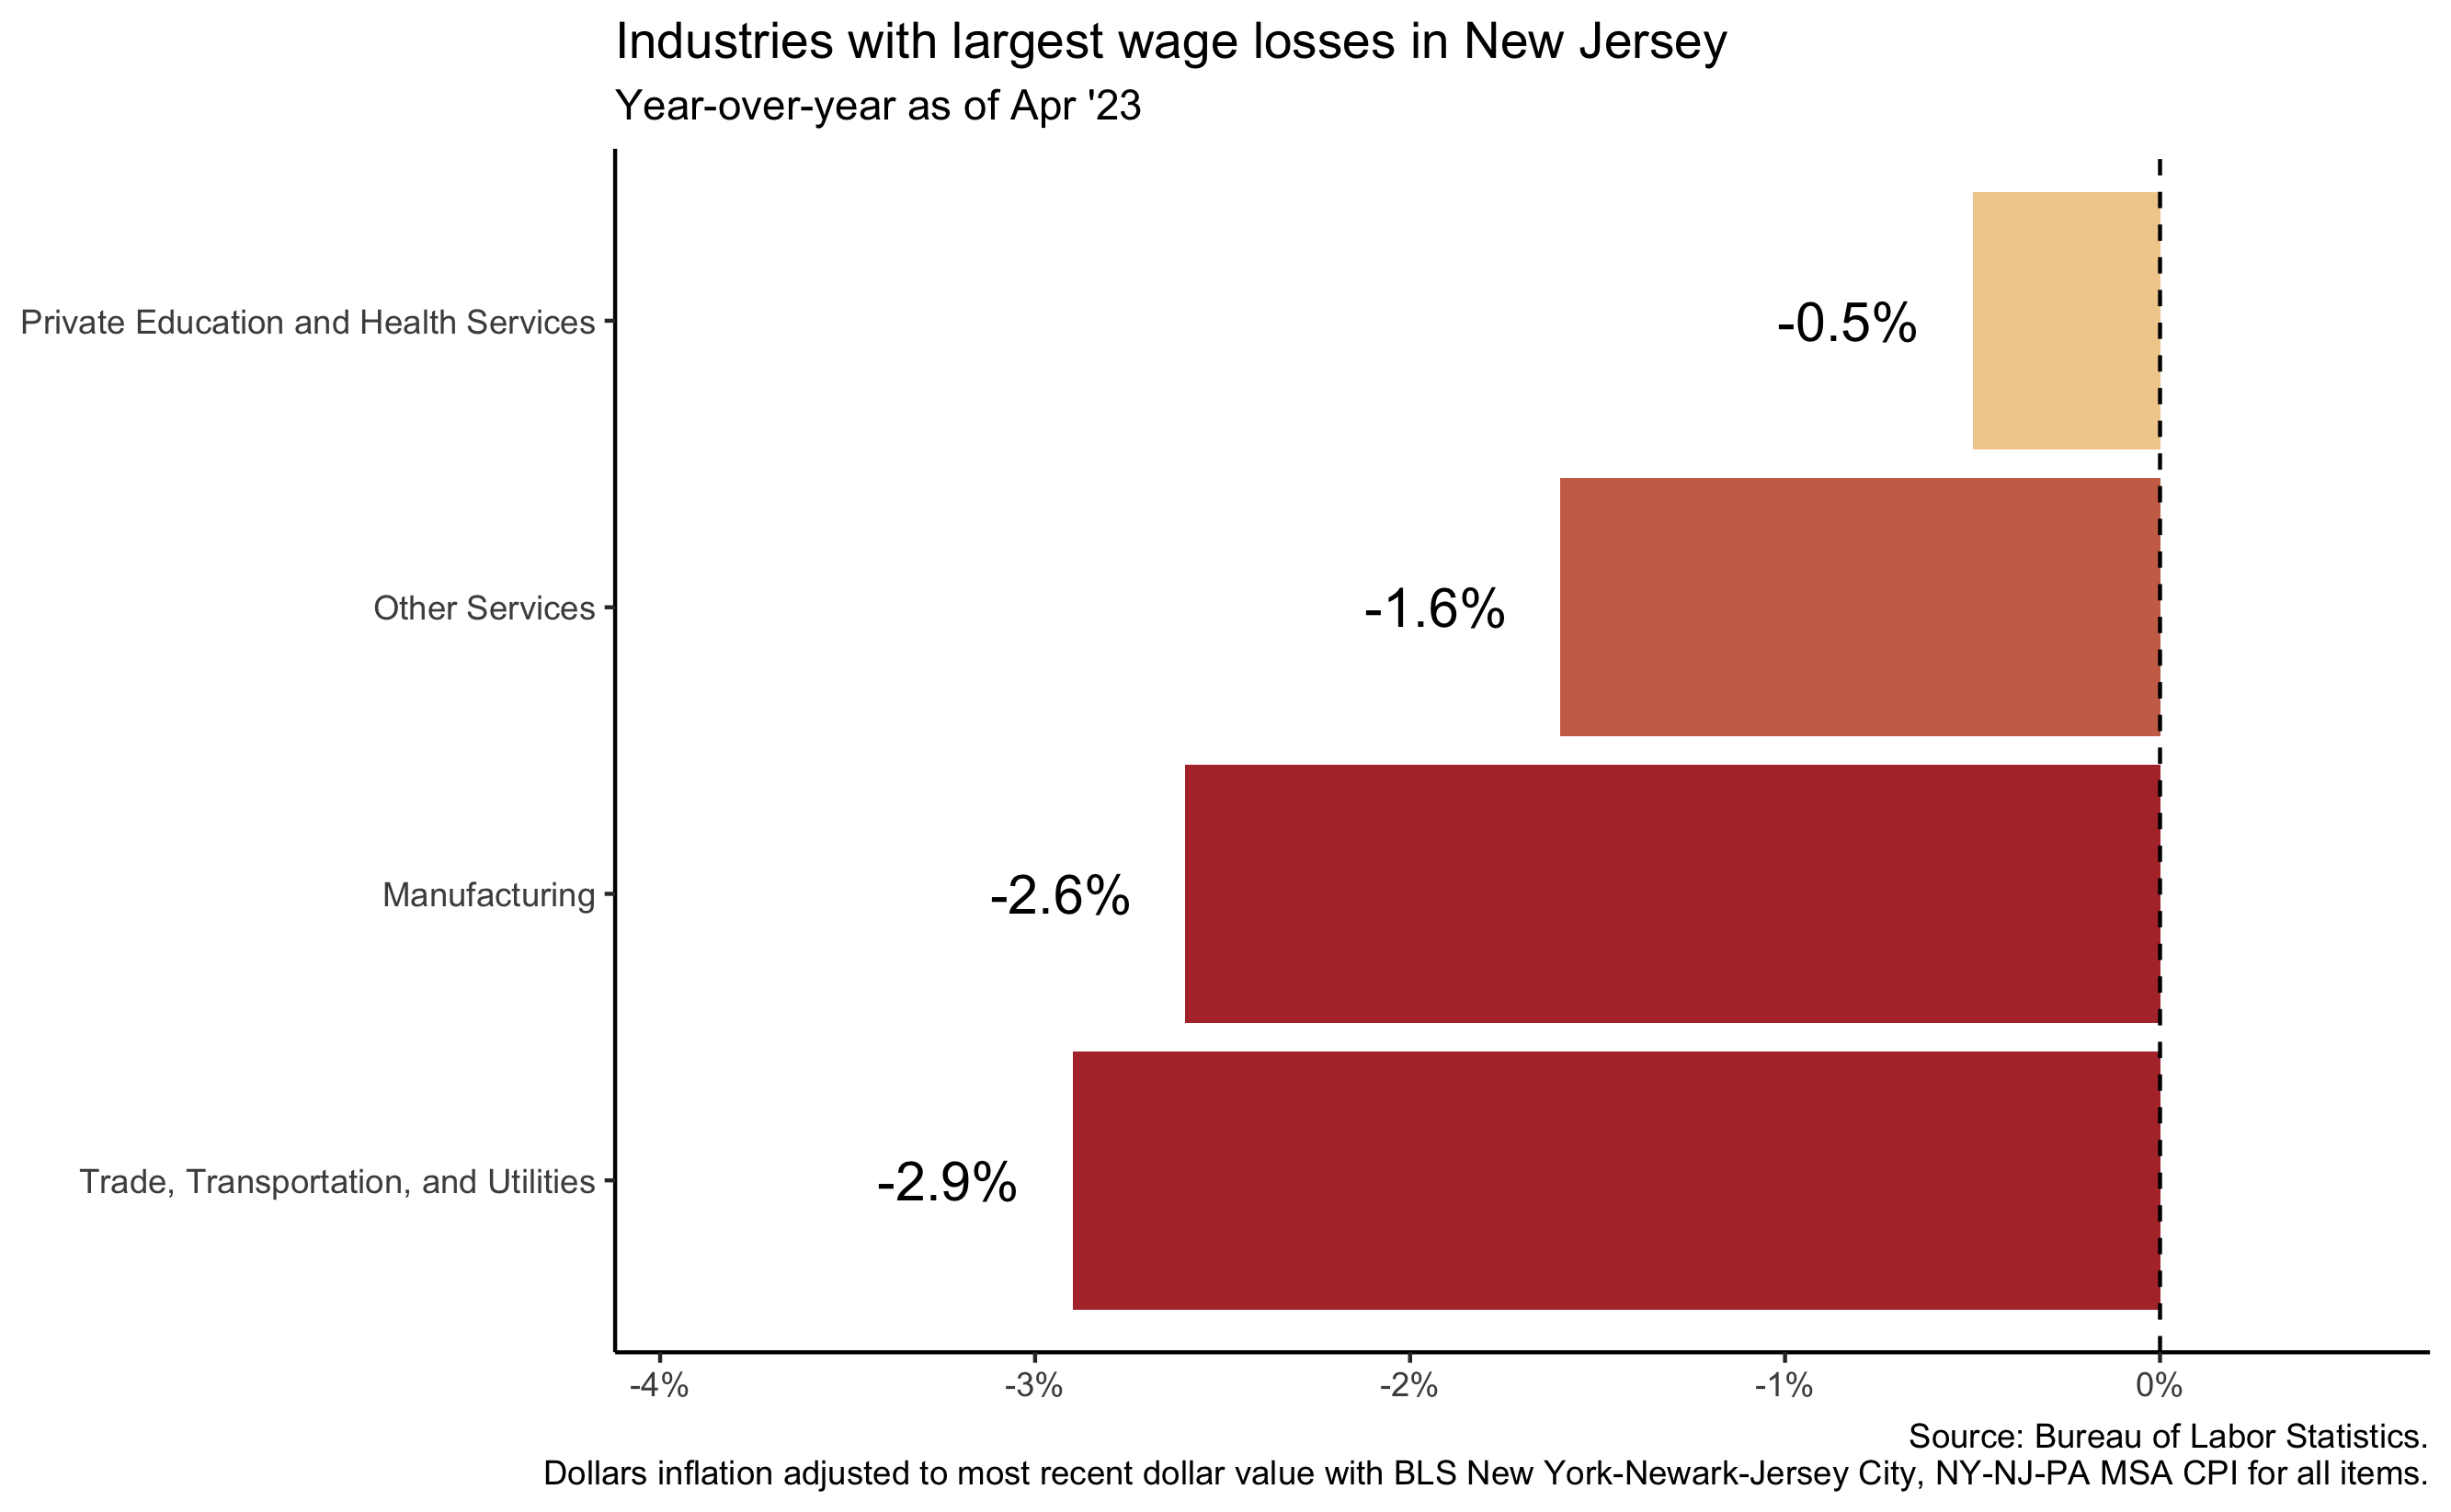 Industries with largest wage losses in New Jersey
Year-over-year as of Apr '23
Private Education and Health Services
-0.5%
Other Services
-1.6%
Manufacturing
-2.6%
Trade, Transportation, and Utilities
-2.9%
-4%
-3%
-2%
-1%
0%
Source: Bureau of Labor Statistics.
Dollars inflation adjusted to most recent dollar value with BLS New York-Newark-Jersey City, NY-NJ-PA MSA CPI for all items.